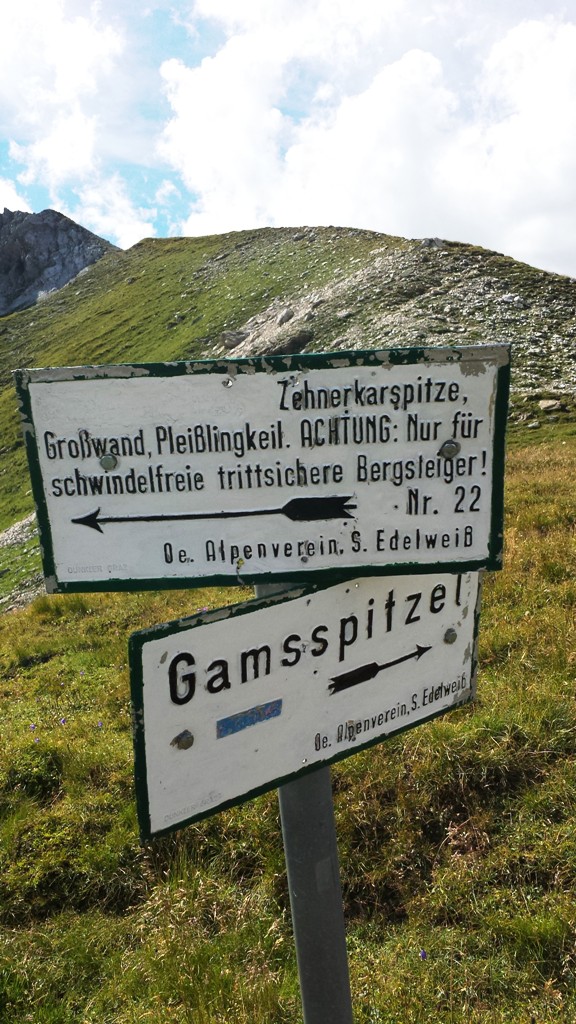 Zehnerkarspitze,
Großwand, Pleißlingkeil. ACHTUNG: Nur für
schwindelfreie trittsichere Bergsteiger!
Nr. 22
Oe. Alpenverein, S. Edelweiß
Gamsspitzel
Oe. Alpenverein, S. Edelweiß